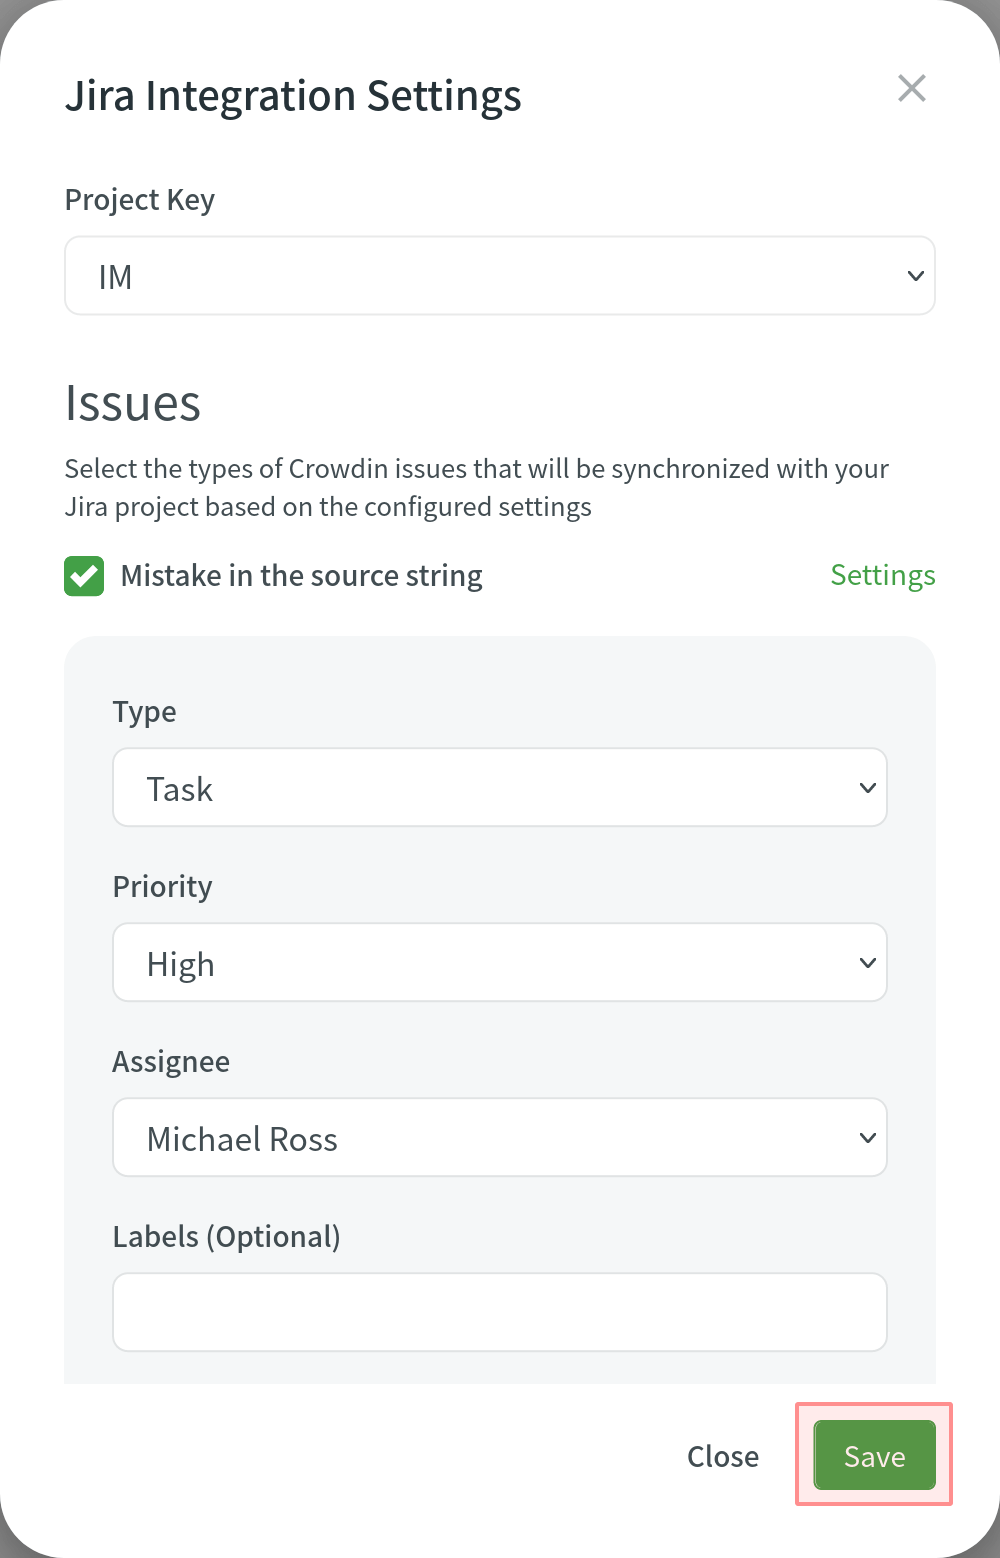 Jira Integration Settings
Project Key
IM
Issues
Select the types of Crowdin issues that will be synchronized with your
Jira project based on the configured settings
Mistake in the source string
Settings
Type
Task
Priority
High
Assignee
Michael Ross
Labels (Optional)
Close
Save